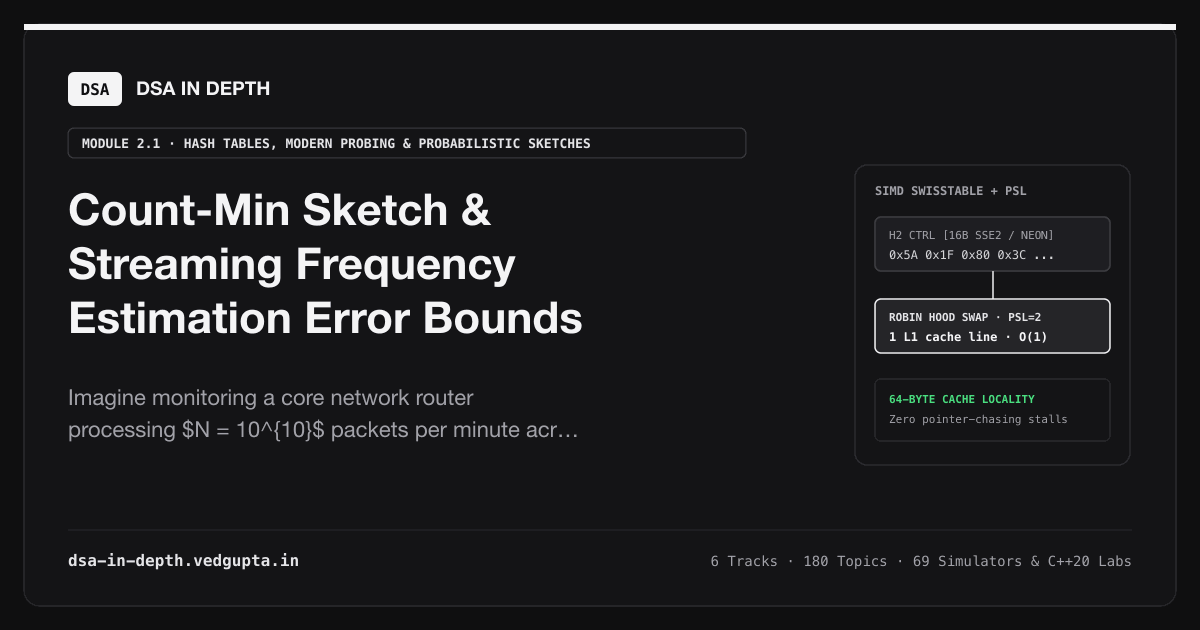 DSA DSA IN DEPTH
MODULE 2.1 · HASH TABLES, MODERN PROBING & PROBABILISTIC SKETCHES
Count-Min Sketch &
Streaming Frequency
Estimation Error Bounds
Imagine monitoring a core network router
processing $N = 10^{10}$ packets per minute acr…
SIMD SWISSTABLE + PSL
H2 CTRL [16B SSE2 / NEON]
0x5A 0x1F 0x80 0x3C ...
ROBIN HOOD SWAP · PSL=2
1 L1 cache line · O(1)
64-BYTE CACHE LOCALITY
Zero pointer-chasing stalls
dsa-in-depth.vedgupta.in
6 Tracks · 180 Topics · 69 Simulators & C++20 Labs